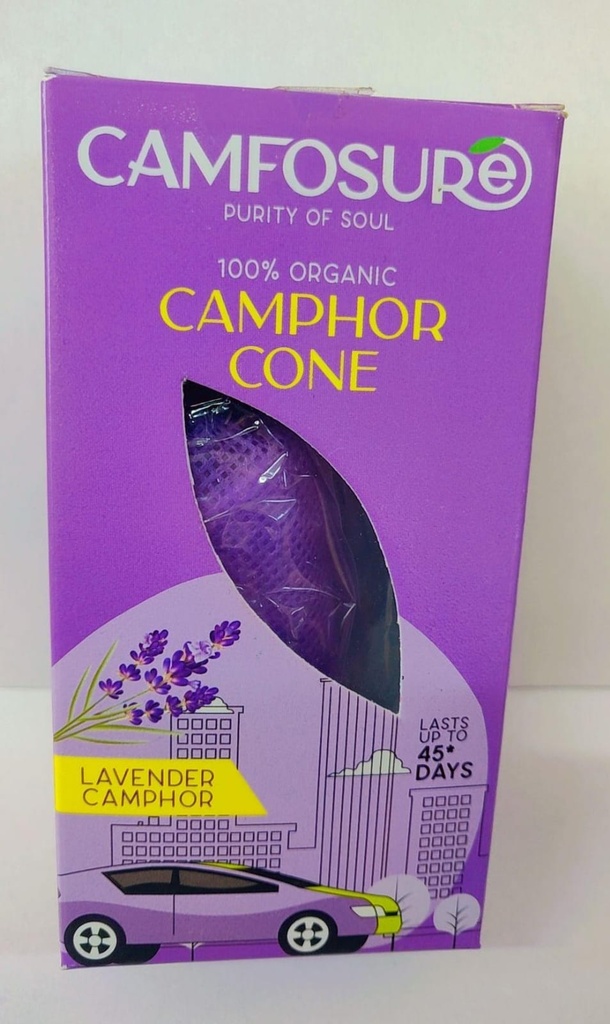 CAMFOSURe
PURITY OF SOUL
100% ORGANIC
CAMPHOR
CONE
LASTS
UP TO
45*
DAYS
LAVENDER
CAMPHOR